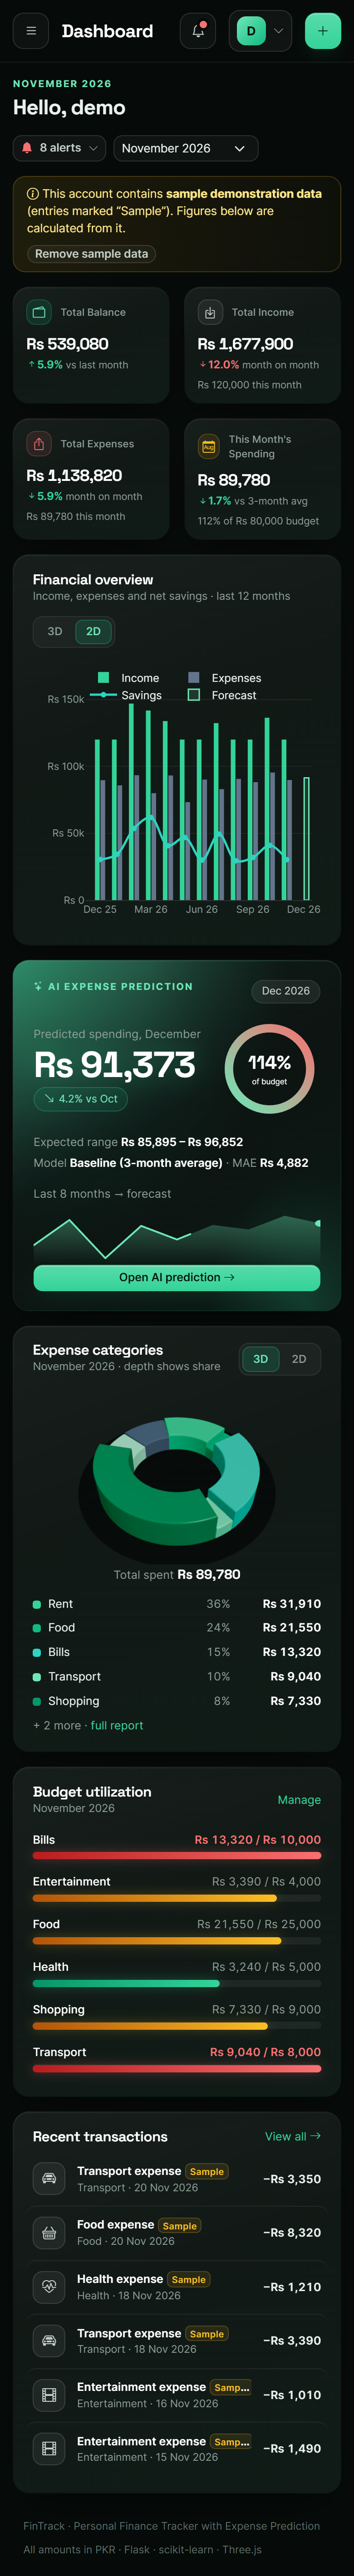 Dashboard
D
+
NOVEMBER 2026
Hello, demo
8 alerts
November 2026
This account contains sample demonstration data
(entries marked “Sample”). Figures below are
calculated from it.
Remove sample data
Total Balance
Rs 539,080
↑ 5.9% vs last month
Total Income
Rs 1,677,900
↓ 12.0% month on month
Rs 120,000 this month
Total Expenses
Rs 1,138,820
↓ 5.9% month on month
Rs 89,780 this month
Aug
This Month's
Spending
Rs 89,780
↓ 1.7% vs 3-month avg
112% of Rs 80,000 budget
Financial overview
Income, expenses and net savings · last 12 months
3D
2D
Income
Expenses
Savings
Forecast
Rs 150k
Rs 100k
Rs 50k
Rs 0
Dec 25
Mar 26
Jun 26
Sep 26
Dec 26
AI EXPENSE PREDICTION
Dec 2026
Predicted spending, December
Rs 91,373
↘ 4.2% vs Oct
114%
of budget
Expected range Rs 85,895 – Rs 96,852
Model Baseline (3-month average) · MAE Rs 4,882
Last 8 months → forecast
Open AI prediction →
Expense categories
November 2026 · depth shows share
3D
2D
Total spent Rs 89,780
Rent 36% Rs 31,910
Food 24% Rs 21,550
Bills 15% Rs 13,320
Transport 10% Rs 9,040
Shopping 8% Rs 7,330
+ 2 more · full report
Budget utilization
November 2026
Manage
Bills Rs 13,320 / Rs 10,000
Entertainment Rs 3,390 / Rs 4,000
Food Rs 21,550 / Rs 25,000
Health Rs 3,240 / Rs 5,000
Shopping Rs 7,330 / Rs 9,000
Transport Rs 9,040 / Rs 8,000
Recent transactions
View all →
Transport expense Sample
Transport · 20 Nov 2026
−Rs 3,350
Food expense Sample
Food · 20 Nov 2026
−Rs 8,320
Health expense Sample
Health · 18 Nov 2026
−Rs 1,210
Transport expense Sample
Transport · 18 Nov 2026
−Rs 3,390
Entertainment expense Samp...
Entertainment · 16 Nov 2026
−Rs 1,010
Entertainment expense Samp...
Entertainment · 15 Nov 2026
−Rs 1,490
FinTrack · Personal Finance Tracker with Expense Prediction
All amounts in PKR · Flask · scikit-learn · Three.js